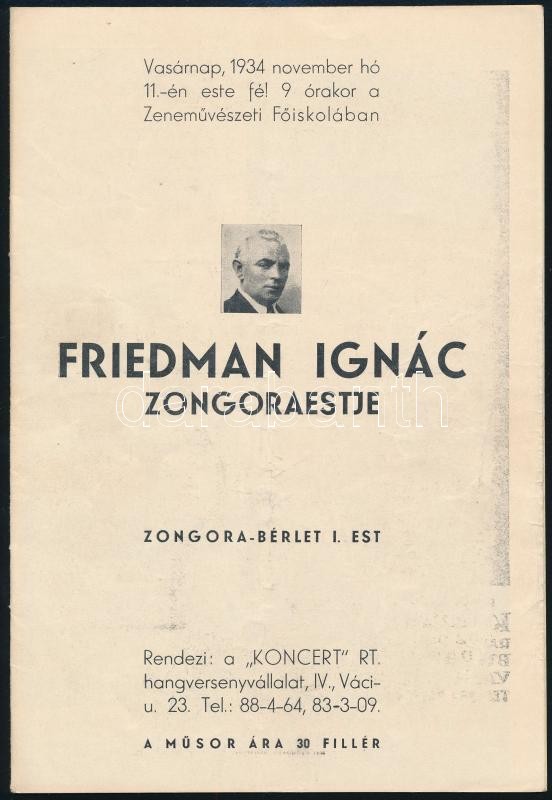 Vasárnap, 1934 november hó
11.-én este fél 9 órakor a
Zeneművészeti Főiskolában
FRIEDMAN IGNÁC
ZONGORAESTJE
darabanth
ZONGORA-BÉRLET I. EST
Rendezi: a „KONCERT" RT.
hangversenyvállalat, IV., Váci-
u. 23. Tel.: 88-4-64, 83-3-09.
A MŰSOR ÁRA 30 FILLÉR